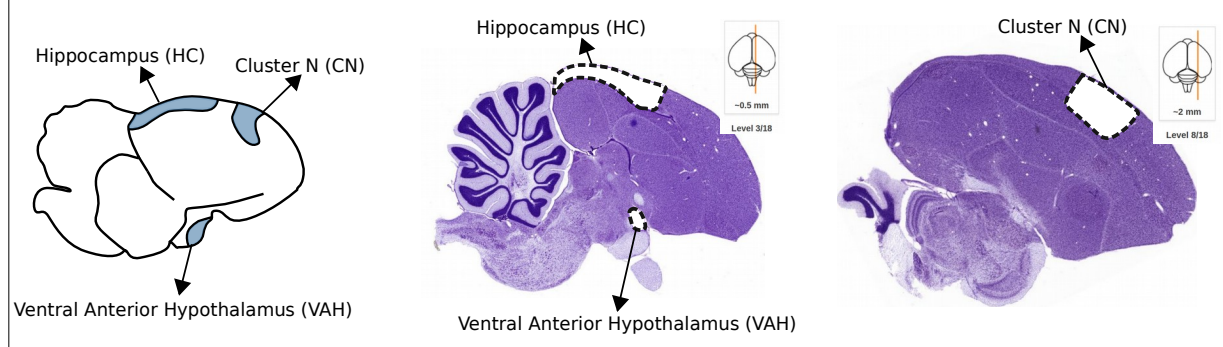 Hippocampus (HC)
Cluster N (CN)
Ventral Anterior Hypothalamus (VAH)
Hippocampus (HC)
~0.5 mm
Level 3/18
Ventral Anterior Hypothalamus (VAH)
Cluster N (CN)
~2 mm
Level 8/18